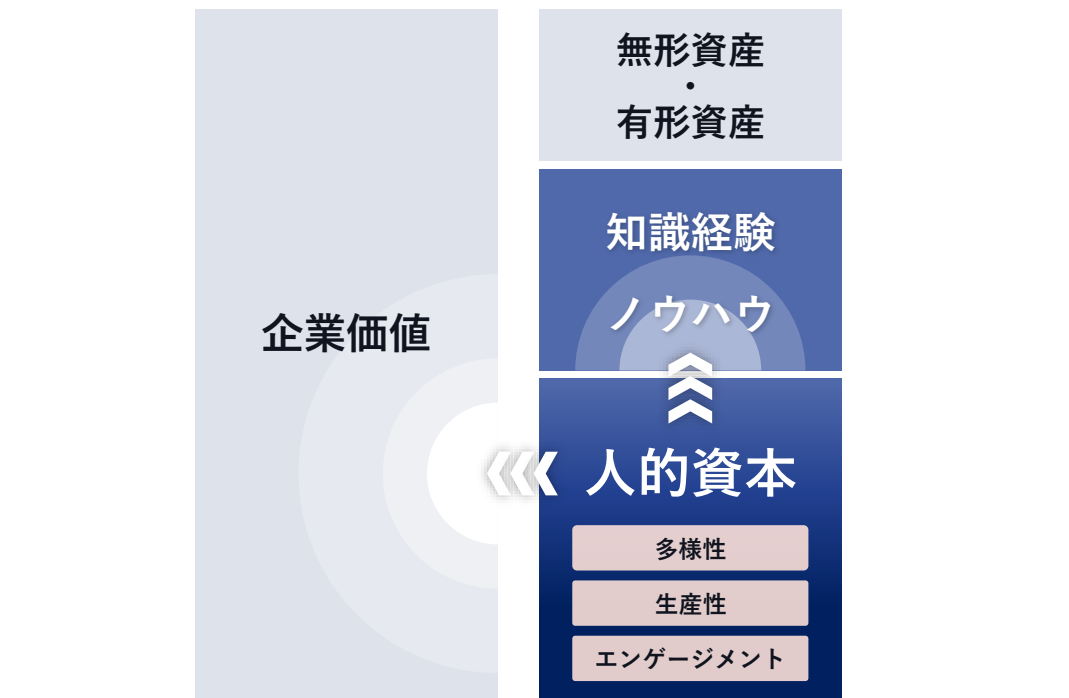 企業価値
無形資産
・
有形資産
知識経験
ノウハウ
人的資本
多様性
生産性
エンゲージメント